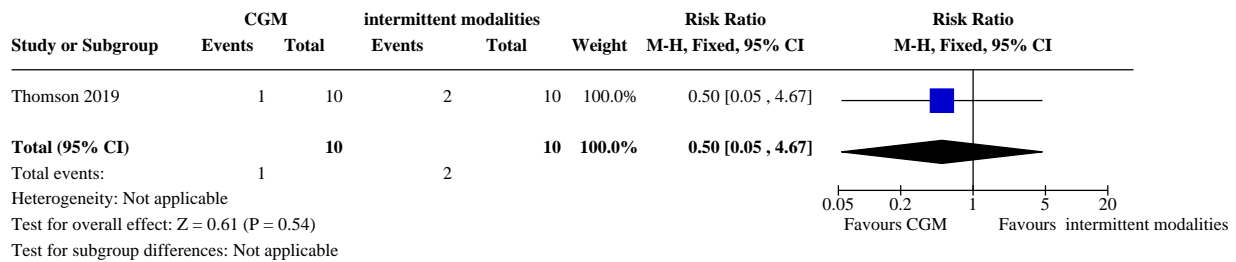 CGM intermittent modalities Risk Ratio Risk Ratio
Study or Subgroup Events Total Events Total Weight M-H, Fixed, 95% CI M-H, Fixed, 95% CI
Thomson 2019 1 10 2 10 100.0% 0.50 [0.05 , 4.67]
Total (95% CI) 10 10 100.0% 0.50 [0.05 , 4.67]
Total events: 1 2
Heterogeneity: Not applicable
0.05 0.2 1 5 20
Test for overall effect: Z = 0.61 (P = 0.54)
Favours CGM Favours intermittent modalities
Test for subgroup differences: Not applicable